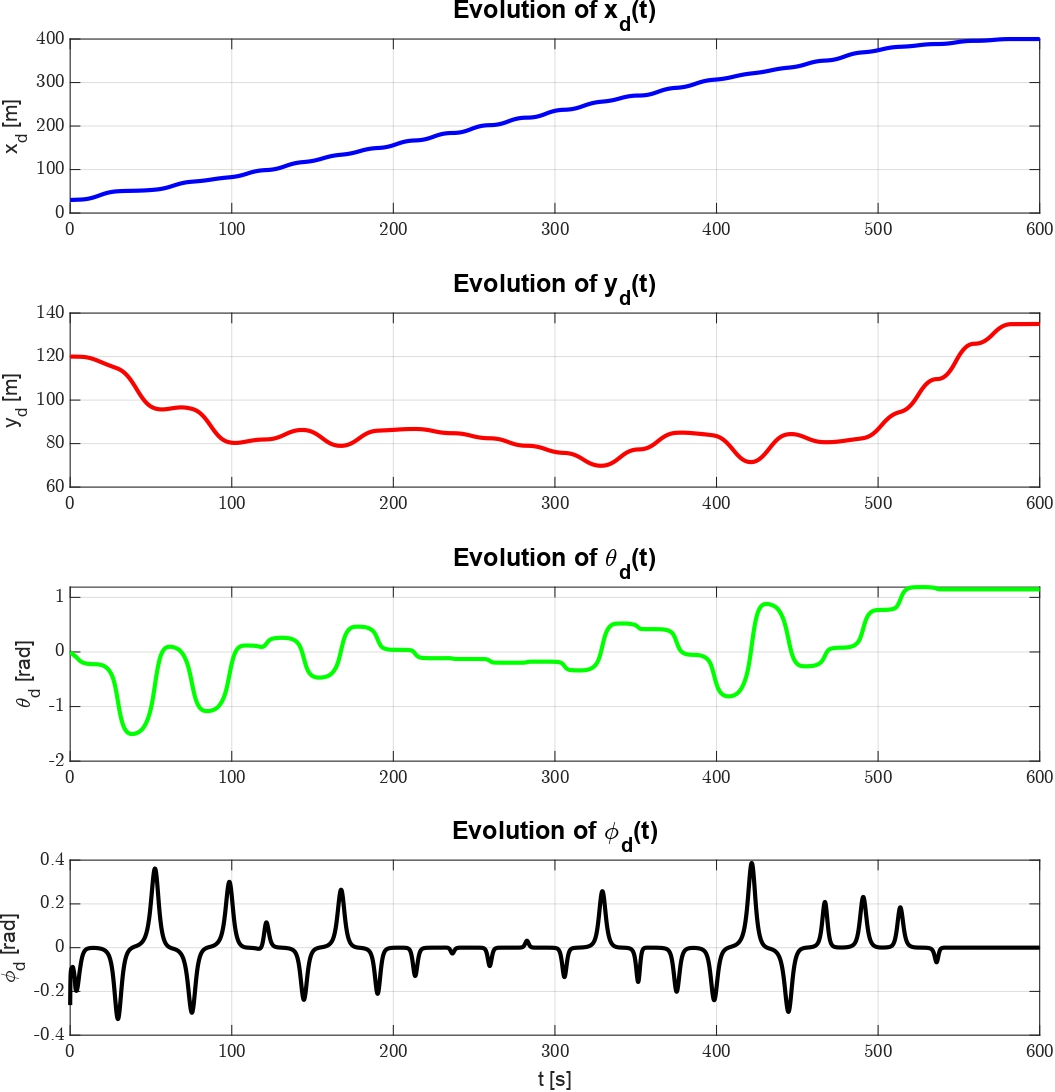 Evolution of x_d(t)
400
300
200
100
0
x_d [m]
0 100 200 300 400 500 600
Evolution of y_d(t)
140
120
100
80
60
y_d [m]
0 100 200 300 400 500 600
Evolution of θ_d(t)
1
0
-1
-2
θ_d [rad]
0 100 200 300 400 500 600
Evolution of ϕ_d(t)
0.4
0.2
0
-0.2
-0.4
ϕ_d [rad]
0 100 200 300 400 500 600
t [s]